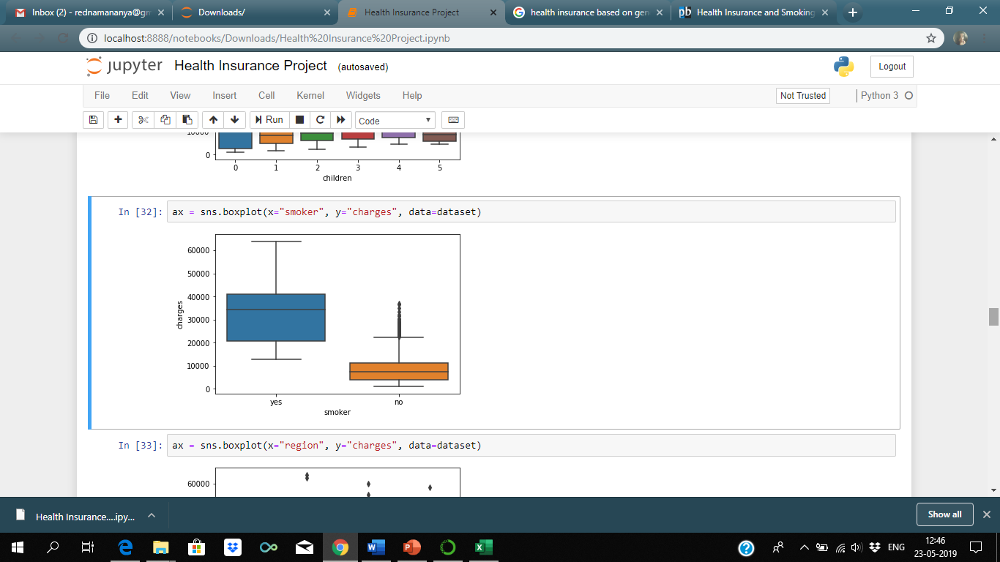 Inbox (2) - rednamananya@gm
Downloads/
Health Insurance Project
health insurance based on gen
pb Health Insurance and Smoking
localhost:8888/notebooks/Downloads/Health%20Insurance%20Project.ipynb
jupyter Health Insurance Project (autosaved)
Logout
File Edit View Insert Cell Kernel Widgets Help
Not Trusted
Python 3
Run
Code
10000
0
0 1 2 3 4 5
children
In [32]: ax = sns.boxplot(x="smoker", y="charges", data=dataset)
60000
50000
40000
30000
20000
10000
0
charges
yes no
smoker
In [33]: ax = sns.boxplot(x="region", y="charges", data=dataset)
60000
Health Insurance....ipy...
Show all
ENG
12:46
23-05-2019